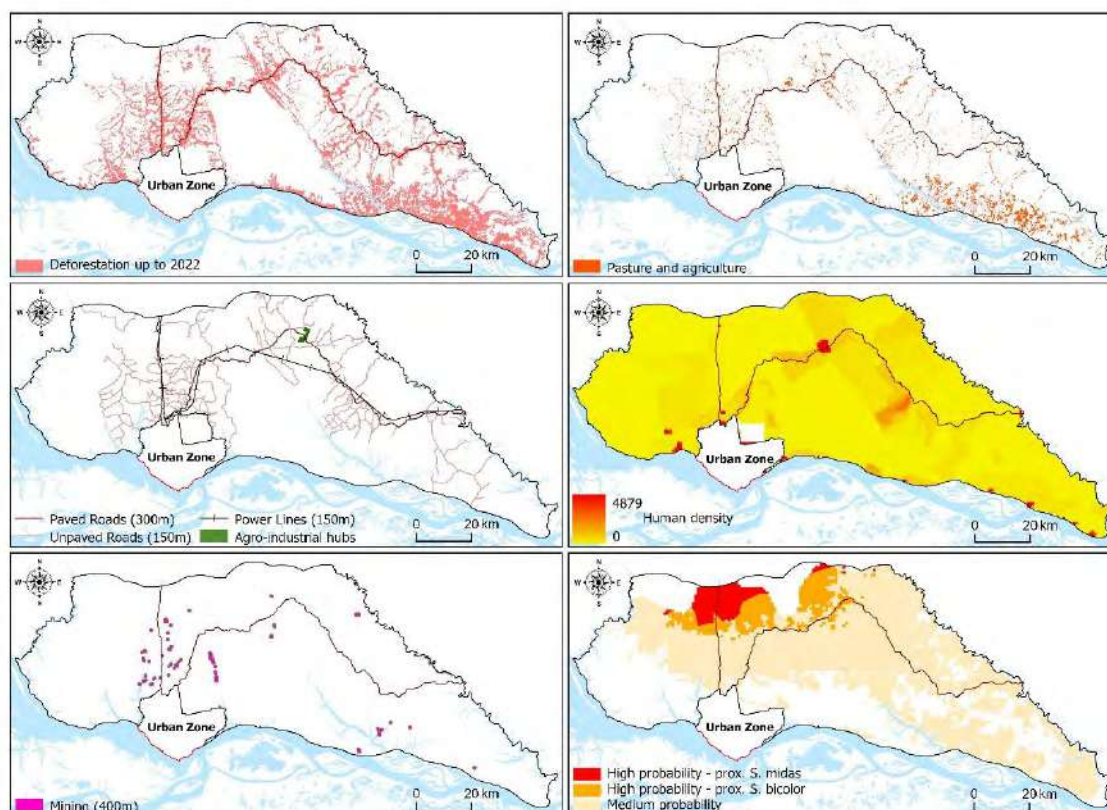 N
W E
S
Urban Zone
Deforestation up to 2022
0 20 km
N
W E
S
Urban Zone
Pasture and agriculture
0 20 km
N
W E
S
Urban Zone
Paved Roads (300m)
Unpaved Roads (150m)
Power Lines (150m)
Agro-industrial hubs
0 20 km
N
W E
S
Urban Zone
4879
Human density
0
0 20 km
N
W E
S
Urban Zone
Mining (400m)
0 20 km
N
W E
S
Urban Zone
High probability - prox. S. midas
High probability - prox. S. bicolor
Medium probability
0 20 km